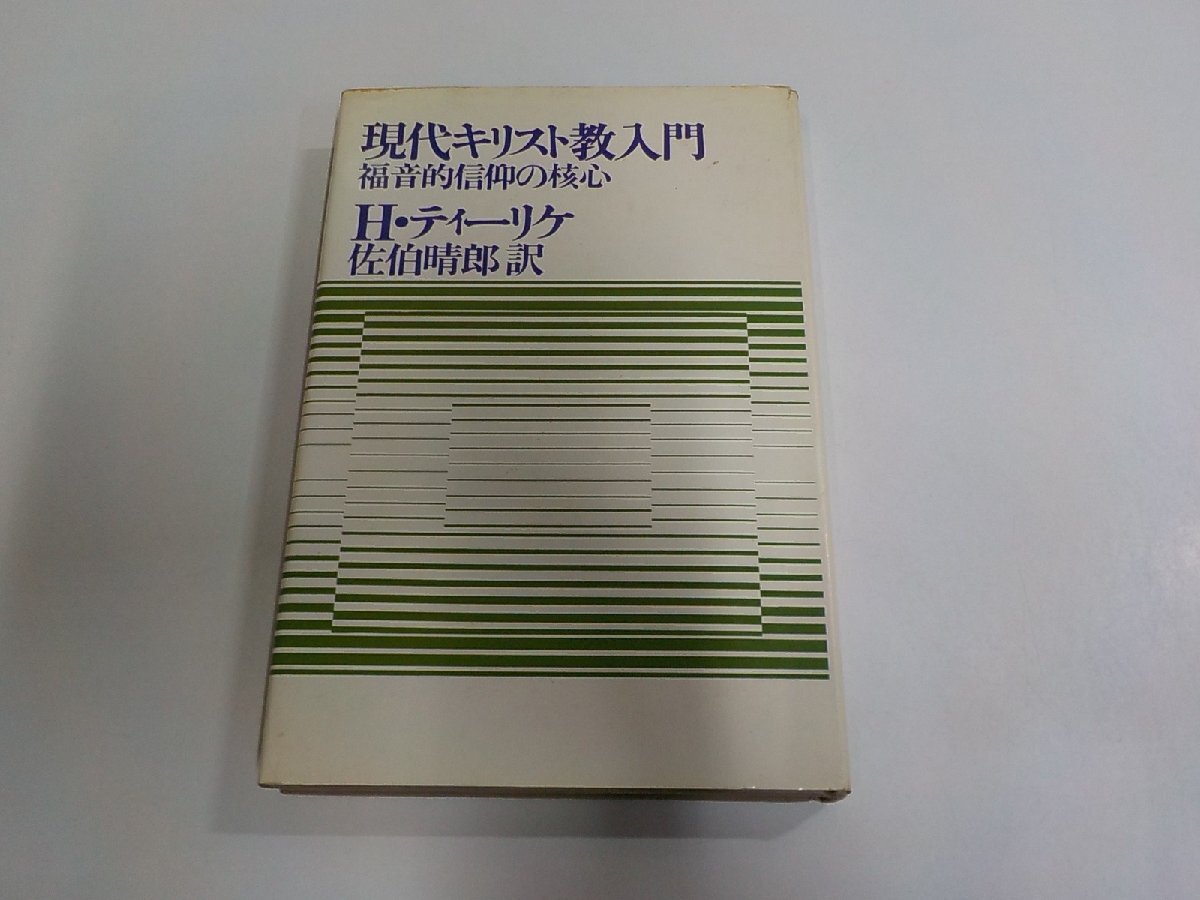 現代キリスト教入門
福音的信仰の核心
H・ティーリケ
佐伯晴郎 訳